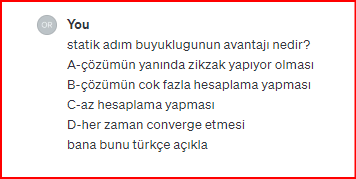 OR You
statik adım buyuklugunun avantajı nedir?
A-çözümün yanında zikzak yapıyor olması
B-çözümün cok fazla hesaplama yapması
C-az hesaplama yapması
D-her zaman converge etmesi
bana bunu türkçe açıkla